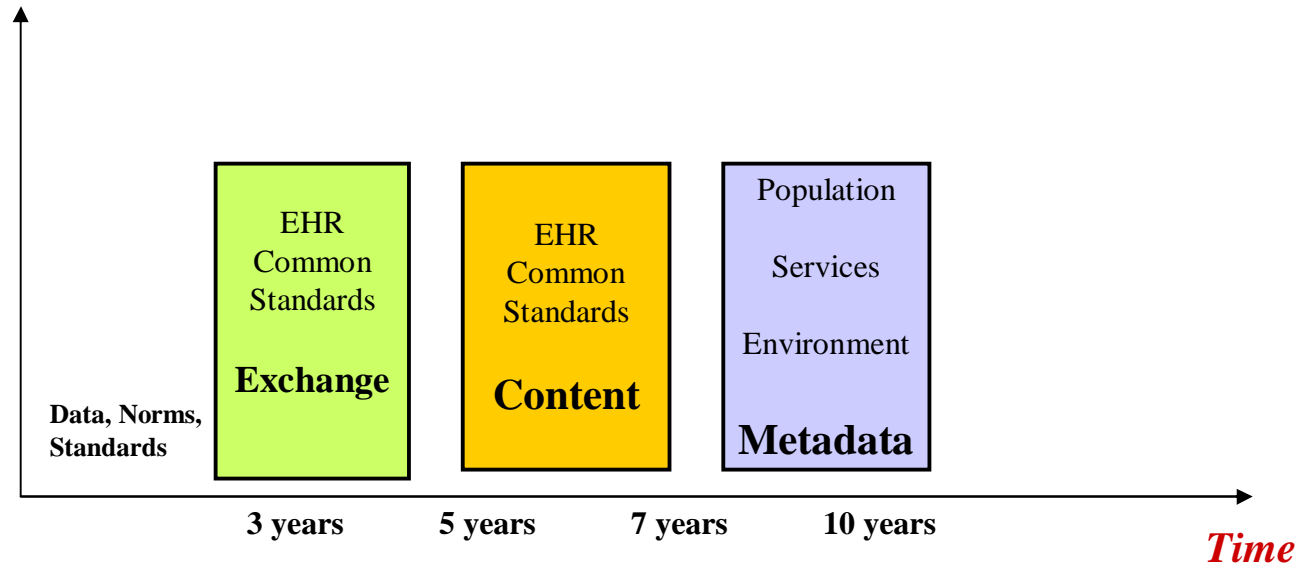 EHR
Common
Standards
Exchange
EHR
Common
Standards
Content
Population
Services
Environment
Metadata
Data, Norms,
Standards
3 years
5 years
7 years
10 years
Time